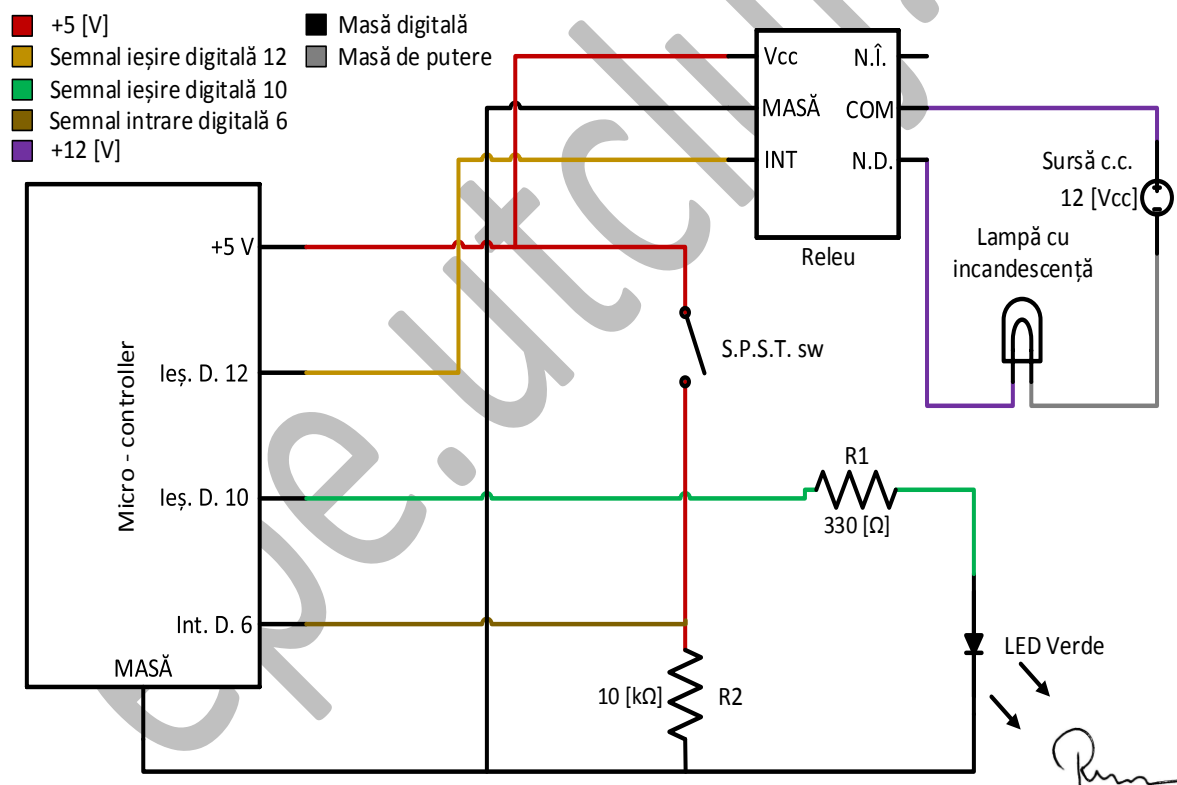 +5 [V]
Semnal ieșire digitală 12
Semnal ieșire digitală 10
Semnal intrare digitală 6
+12 [V]
Masă digitală
Masă de putere
Vcc
MASĂ
INT
N.Î.
COM
N.D.
Releu
Sursă c.c.
12 [Vcc]
Lampă cu
incandescență
Micro - controller
+5 V
Ieș. D. 12
Ieș. D. 10
Int. D. 6
MASĂ
S.P.S.T. sw
R1
330 [Ω]
10 [kΩ]
R2
LED Verde
epe.utclu